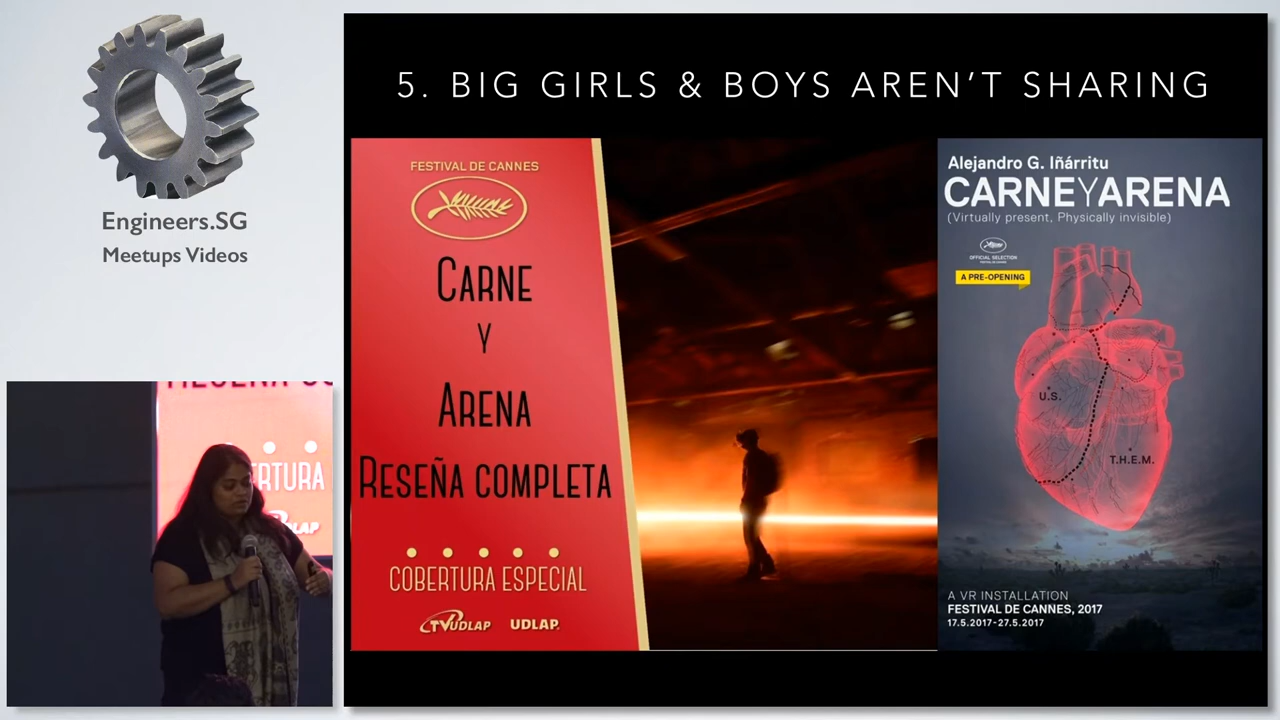 Engineers.SG
Meetups Videos
5. BIG GIRLS & BOYS AREN'T SHARING
FESTIVAL DE CANNES
CARNE
Y
ARENA
RESEÑA COMPLETA
COBERTURA ESPECIAL
TVUDLAP UDLAP
Alejandro G. Iñárritu
CARNEYARENA
(Virtually present, Physically invisible)
OFFICIAL SELECTION
A PRE-OPENING
U.S.
T.H.E.M.
A VR INSTALLATION
FESTIVAL DE CANNES, 2017
17.5.2017-27.5.2017
ERTURA
UDLAP